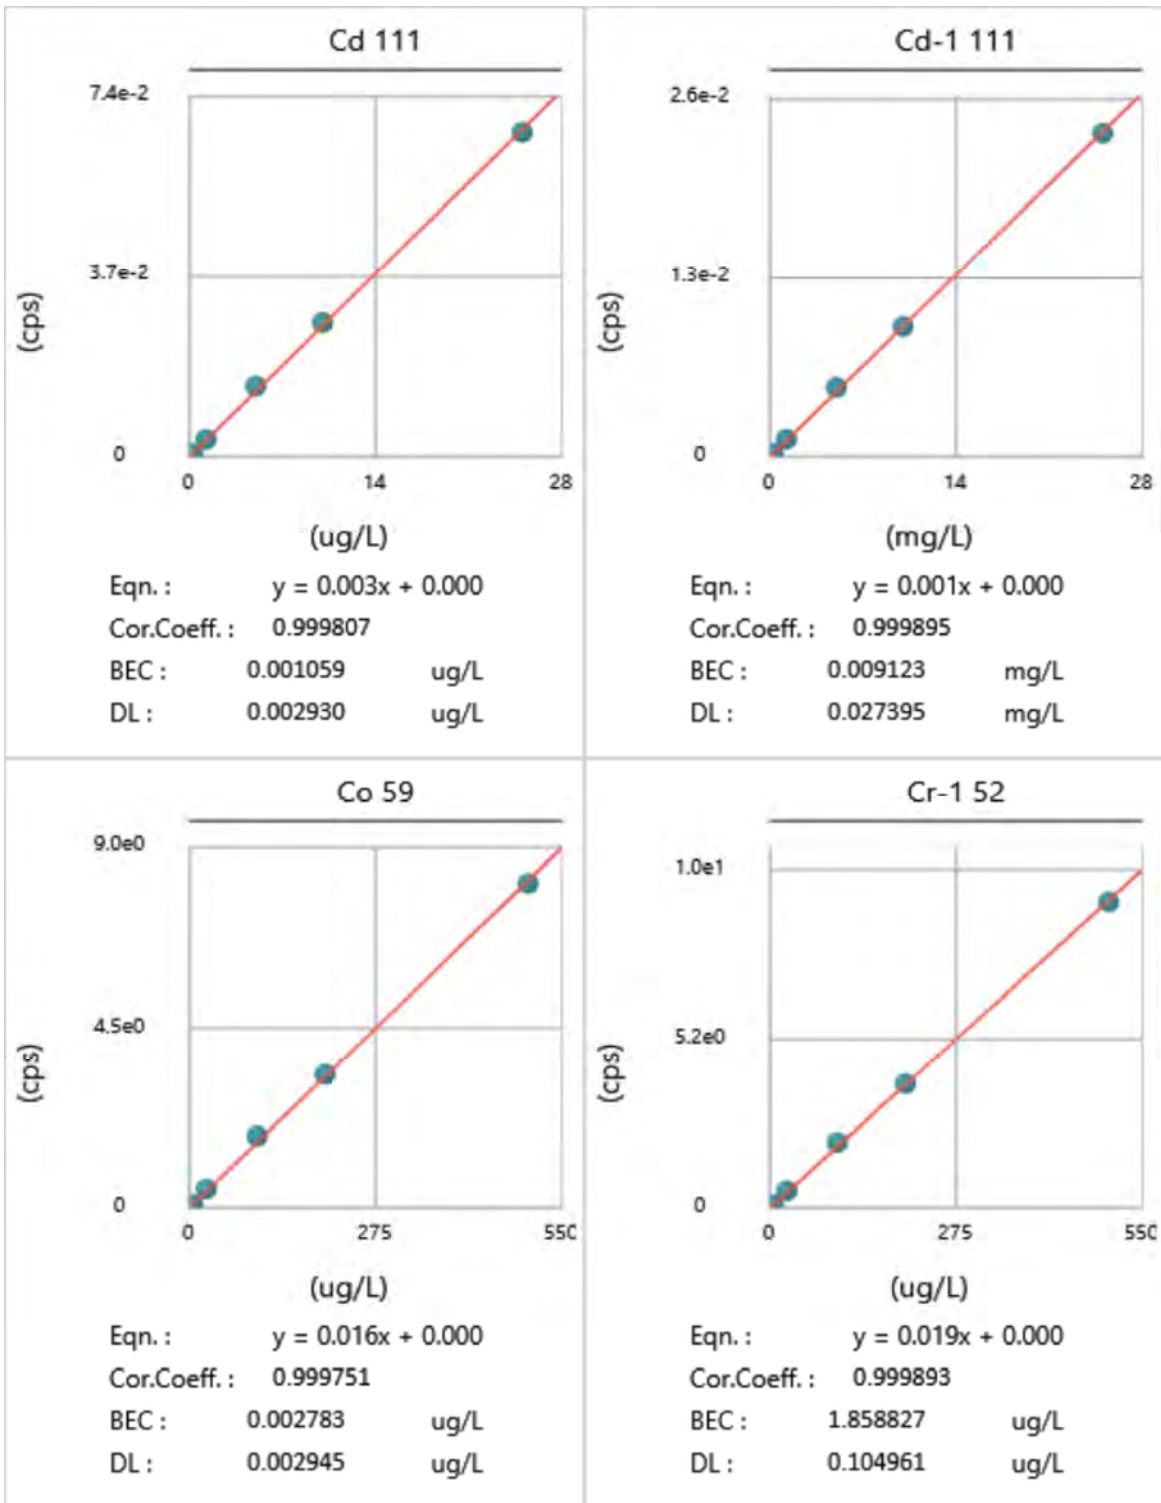 Cd 111
7.4e-2
3.7e-2
0
(cps)
0 14 28
(ug/L)
Eqn. : y = 0.003x + 0.000
Cor.Coeff. : 0.999807
BEC : 0.001059 ug/L
DL : 0.002930 ug/L
Cd-1 111
2.6e-2
1.3e-2
0
(cps)
0 14 28
(mg/L)
Eqn. : y = 0.001x + 0.000
Cor.Coeff. : 0.999895
BEC : 0.009123 mg/L
DL : 0.027395 mg/L
Co 59
9.0e0
4.5e0
0
(cps)
0 275 550
(ug/L)
Eqn. : y = 0.016x + 0.000
Cor.Coeff. : 0.999751
BEC : 0.002783 ug/L
DL : 0.002945 ug/L
Cr-1 52
1.0e1
5.2e0
0
(cps)
0 275 550
(ug/L)
Eqn. : y = 0.019x + 0.000
Cor.Coeff. : 0.999893
BEC : 1.858827 ug/L
DL : 0.104961 ug/L